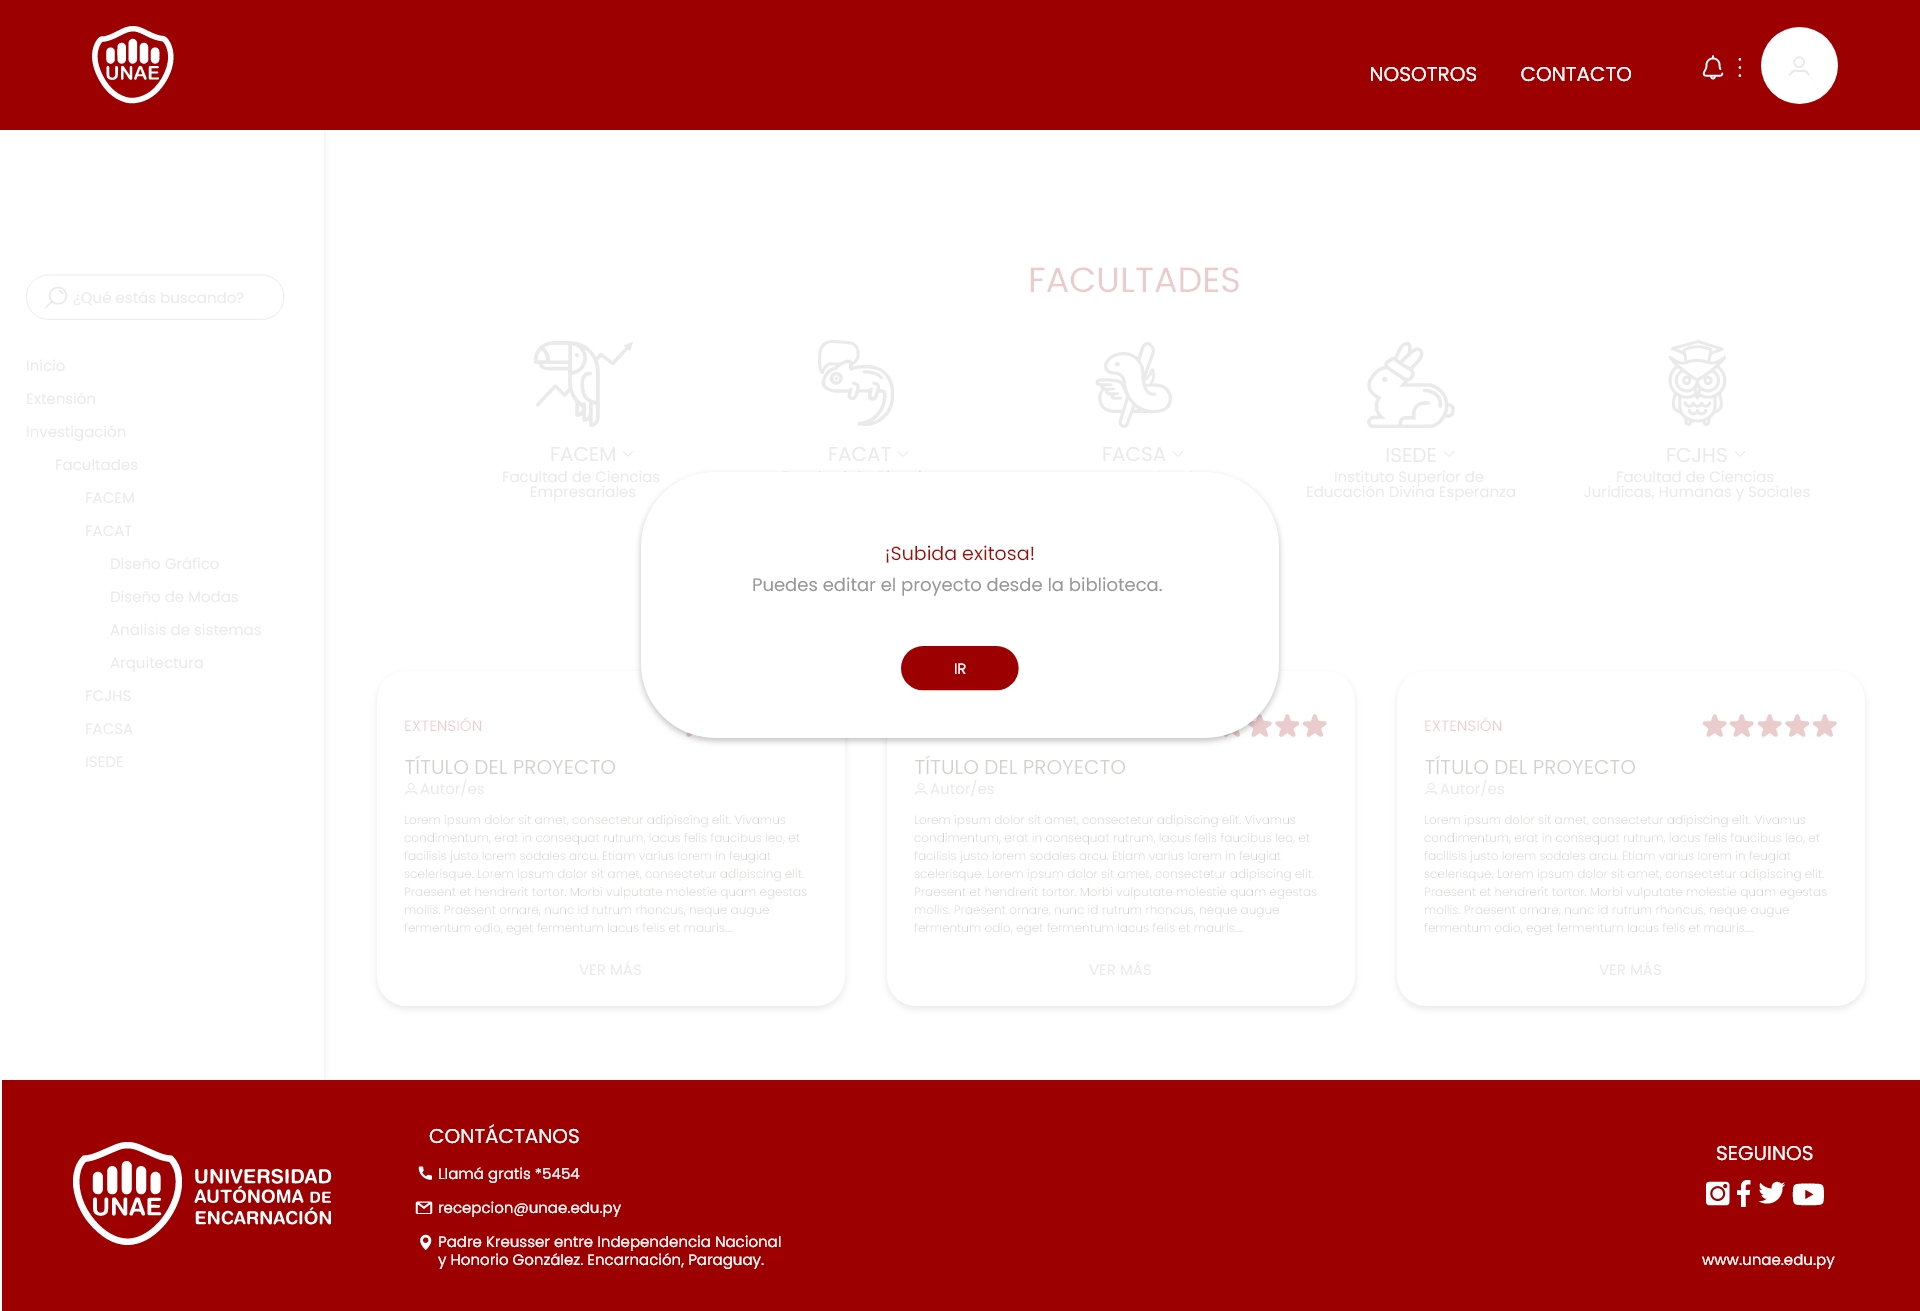 UNAE
NOSOTROS
CONTACTO
¿Qué estás buscando?
Inicio
Extensión
Investigación
Facultades
FACEM
FACAT
Diseño Gráfico
Diseño de Modas
Análisis de sistemas
Arquitectura
FCJHS
FACSA
ISEDE
FACULTADES
FACEM
Facultad de Ciencias
Empresariales
FACAT
FACSA
ISEDE
Instituto Superior de
Educación Divina Esperanza
FCJHS
Facultad de Ciencias
Jurídicas, Humanas y Sociales
¡Subida exitosa!
Puedes editar el proyecto desde la biblioteca.
IR
EXTENSIÓN
TÍTULO DEL PROYECTO
Autor/es
Lorem ipsum dolor sit amet, consectetur adipiscing elit. Vivamus
condimentum, erat in consequat rutrum, lacus felis faucibus leo, et
facilisis justo lorem sodales arcu. Etiam varius lorem in feugiat
scelerisque. Lorem ipsum dolor sit amet, consectetur adipiscing elit.
Praesent et hendrerit tortor. Morbi vulputate molestie quam egestas
mollis. Praesent ornare, nunc id rutrum rhoncus, neque augue
fermentum odio, eget fermentum lacus felis et mauris....
VER MÁS
TÍTULO DEL PROYECTO
Autor/es
Lorem ipsum dolor sit amet, consectetur adipiscing elit. Vivamus
condimentum, erat in consequat rutrum, lacus felis faucibus leo, et
facilisis justo lorem sodales arcu. Etiam varius lorem in feugiat
scelerisque. Lorem ipsum dolor sit amet, consectetur adipiscing elit.
Praesent et hendrerit tortor. Morbi vulputate molestie quam egestas
mollis. Praesent ornare, nunc id rutrum rhoncus, neque augue
fermentum odio, eget fermentum lacus felis et mauris....
VER MÁS
EXTENSIÓN
TÍTULO DEL PROYECTO
Autor/es
Lorem ipsum dolor sit amet, consectetur adipiscing elit. Vivamus
condimentum, erat in consequat rutrum, lacus felis faucibus leo, et
facilisis justo lorem sodales arcu. Etiam varius lorem in feugiat
scelerisque. Lorem ipsum dolor sit amet, consectetur adipiscing elit.
Praesent et hendrerit tortor. Morbi vulputate molestie quam egestas
mollis. Praesent ornare, nunc id rutrum rhoncus, neque augue
fermentum odio, eget fermentum lacus felis et mauris....
VER MÁS
UNAE
UNIVERSIDAD
AUTÓNOMA DE
ENCARNACIÓN
CONTÁCTANOS
Llamá gratis *5454
recepcion@unae.edu.py
Padre Kreusser entre Independencia Nacional
y Honorio González. Encarnación, Paraguay.
SEGUINOS
www.unae.edu.py